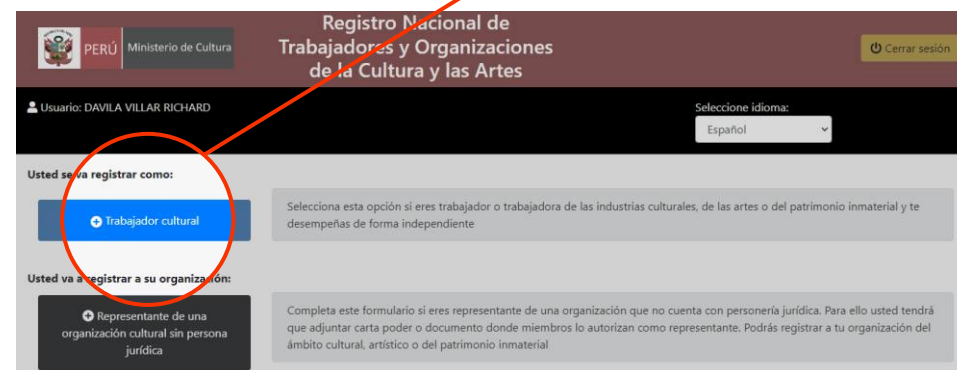 Registro Nacional de
Trabajadores y Organizaciones
de la Cultura y las Artes
PERÚ Ministerio de Cultura
Cerrar sesión
Usuario: DAVILA VILLAR RICHARD
Seleccione idioma:
Español
Usted se va registrar como:
Trabajador cultural
Selecciona esta opción si eres trabajador o trabajadora de las industrias culturales, de las artes o del patrimonio inmaterial y te
desempeñas de forma independiente
Usted va a registrar a su organización:
Representante de una
organización cultural sin persona
jurídica
Completa este formulario si eres representante de una organización que no cuenta con personería jurídica. Para ello usted tendrá
que adjuntar carta poder o documento donde miembros lo autorizan como representante. Podrás registrar a tu organización del
ámbito cultural, artístico o del patrimonio inmaterial